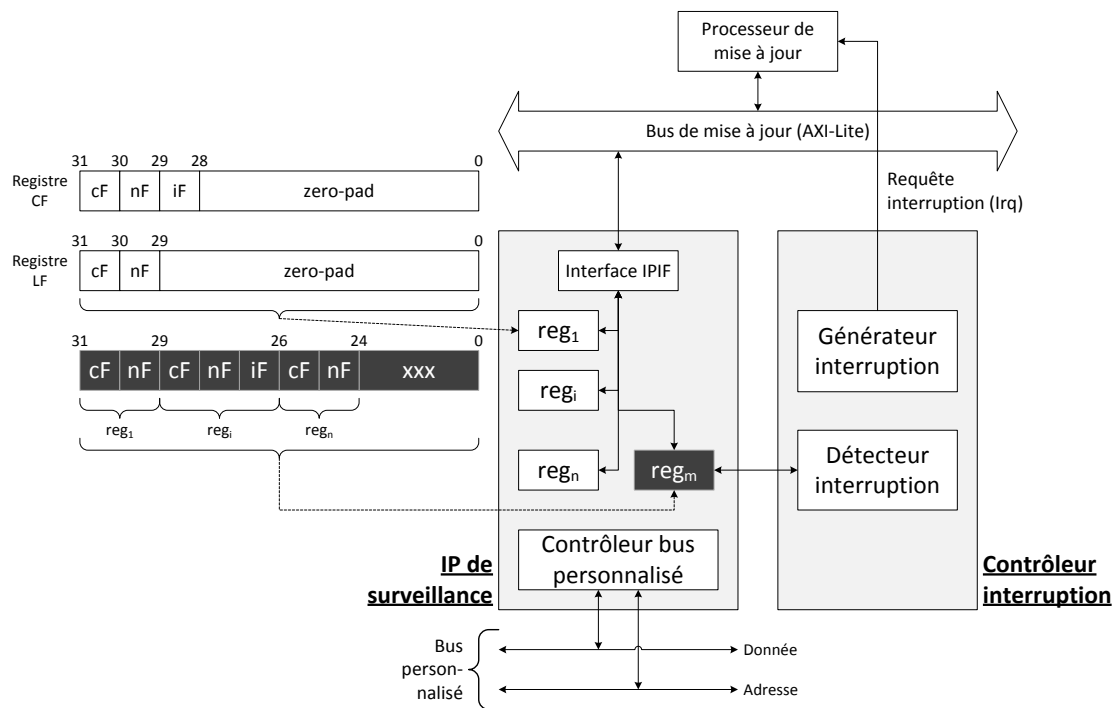 Processeur de
mise à jour
Bus de mise à jour (AXI-Lite)
Requête
interruption (Irq)
31 30 29 28 0
Registre
CF
cF nF iF zero-pad
31 30 29 0
Registre
LF
cF nF zero-pad
31 29 26 24 0
cF nF cF nF iF cF nF xxx
reg1 regi regn
Interface IPIF
reg1
regi
regn
regm
Contrôleur bus
personnalisé
IP de
surveillance
Générateur
interruption
Détecteur
interruption
Contrôleur
interruption
Bus
person-
nalisé
Donnée
Adresse